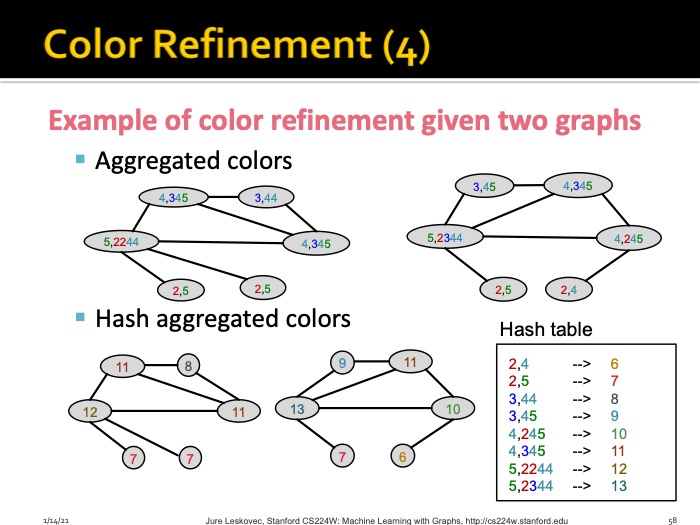 Color Refinement (4)
Example of color refinement given two graphs
Aggregated colors
4,345
3,44
5,2244
4,345
2,5
2,5
3,45
4,345
5,2344
4,245
2,5
2,4
Hash aggregated colors
11
8
12
11
7
7
9
11
13
10
7
6
Hash table
2,4 --> 6
2,5 --> 7
3,44 --> 8
3,45 --> 9
4,245 --> 10
4,345 --> 11
5,2244 --> 12
5,2344 --> 13
1/14/21
Jure Leskovec, Stanford CS224W: Machine Learning with Graphs, http://cs224w.stanford.edu
58